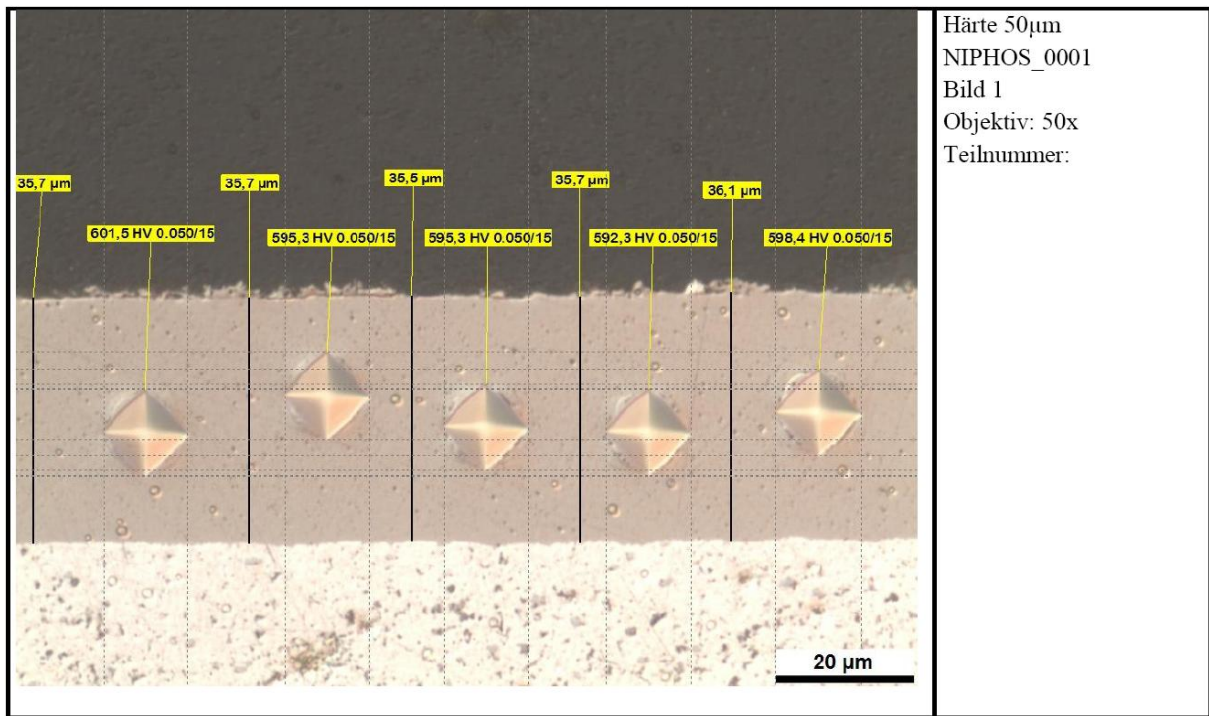 35,7 µm
35,7 µm
35,5 µm
35,7 µm
36,1 µm
601,5 HV 0.050/15
595,3 HV 0.050/15
595,3 HV 0.050/15
592,3 HV 0.050/15
598,4 HV 0.050/15
20 µm
Härte 50µm
NIPHOS_0001
Bild 1
Objektiv: 50x
Teilnummer: